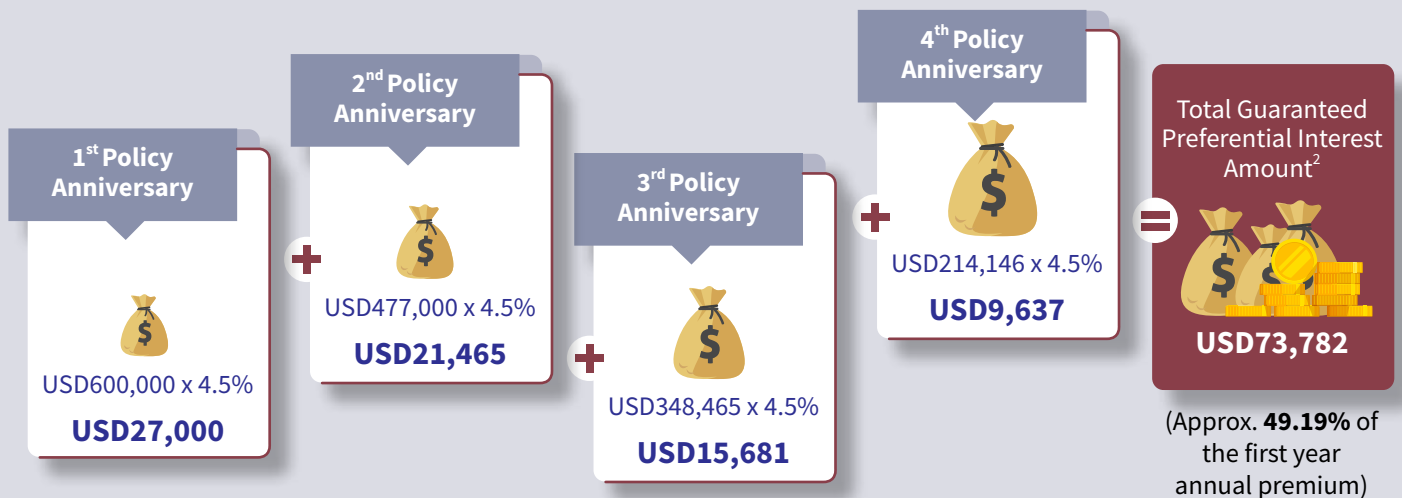 1st Policy
Anniversary
$
USD600,000 x 4.5%
USD27,000
+
2nd Policy
Anniversary
$
USD477,000 x 4.5%
USD21,465
+
3rd Policy
Anniversary
$
USD348,465 x 4.5%
USD15,681
+
4th Policy
Anniversary
$
USD214,146 x 4.5%
USD9,637
=
Total Guaranteed
Preferential Interest
Amount2
$ $
USD73,782
(Approx. 49.19% of
the first year
annual premium)